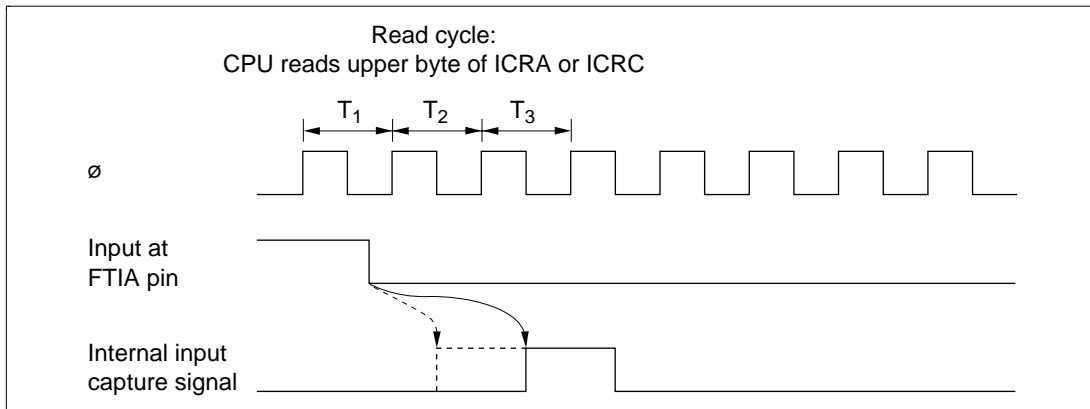 Read cycle:
CPU reads upper byte of ICRA or ICRC
T1 T2 T3
ø
Input at
FTIA pin
Internal input
capture signal